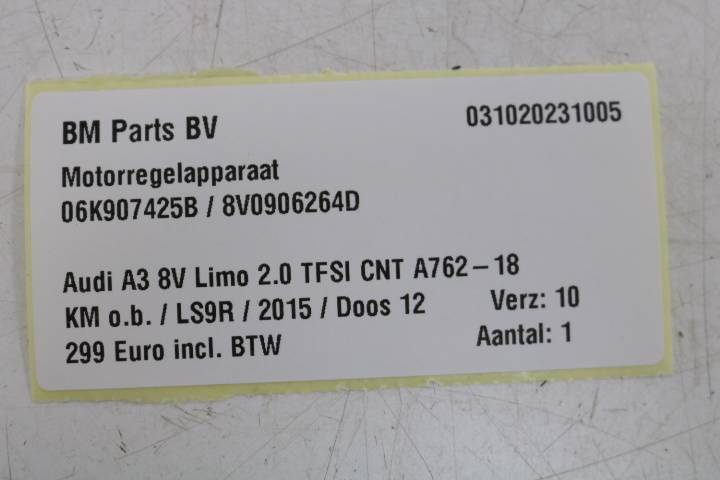 BM Parts BV 031020231005
Motorregelapparaat
06K907425B / 8V0906264D
Audi A3 8V Limo 2.0 TFSI CNT A762-18
KM o.b. / LS9R / 2015 / Doos 12 Verz: 10
299 Euro incl. BTW Aantal: 1